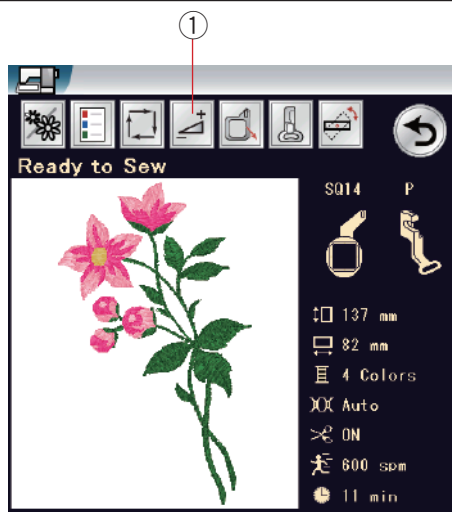 ①
Ready to Sew
SQ14 P
137 mm
82 mm
4 Colors
Auto
ON
600 spm
11 min